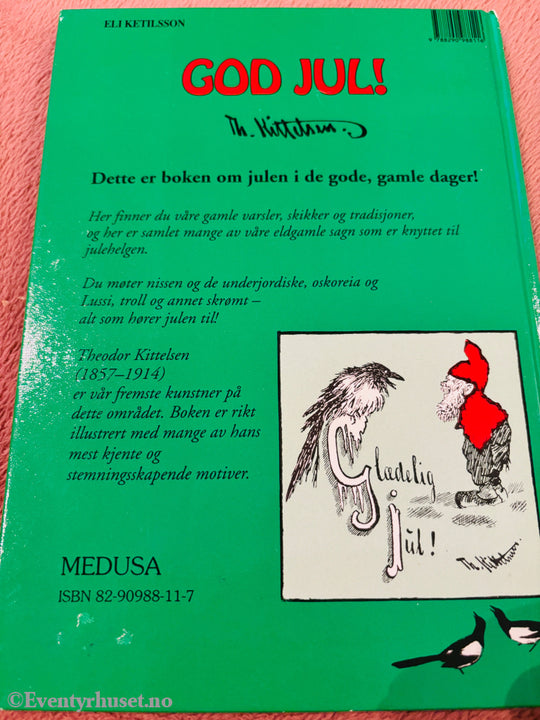 ELI KETILSSON
9 788290 988116
GOD JUL!
Th. Kittelsen.
Dette er boken om julen i de gode, gamle dager!
Her finner du våre gamle varsler, skikker og tradisjoner,
og her er samlet mange av våre eldgamle sagn som er knyttet til
julehelgen.
Du møter nissen og de underjordiske, oskoreia og
Lussi, troll og annet skrømt –
alt som hører julen til!
Theodor Kittelsen
(1857–1914)
er vår fremste kunstner på
dette området. Boken er rikt
illustrert med mange av hans
mest kjente og
stemningsskapende motiver.
Glædelig
jul!
Th. Kittelsen.
MEDUSA
ISBN 82-90988-11-7
©Eventyrhuset.no